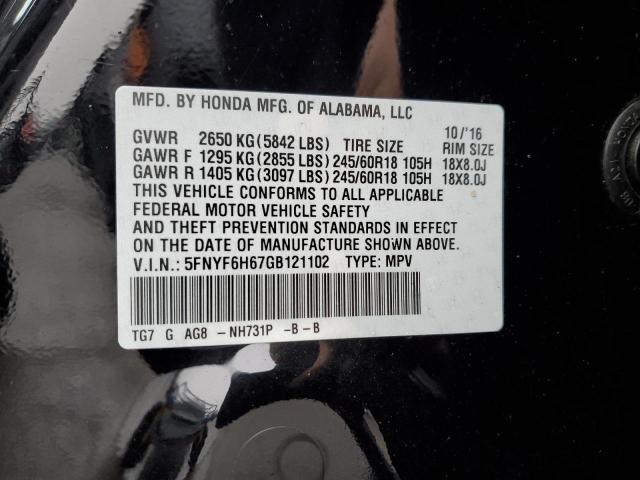 MFD. BY HONDA MFG. OF ALABAMA, LLC
10/'16
GVWR 2650 KG (5842 LBS) TIRE SIZE RIM SIZE
GAWR F 1295 KG (2855 LBS) 245/60R18 105H 18X8.0J
GAWR R 1405 KG (3097 LBS) 245/60R18 105H 18X8.0J
THIS VEHICLE CONFORMS TO ALL APPLICABLE
FEDERAL MOTOR VEHICLE SAFETY
AND THEFT PREVENTION STANDARDS IN EFFECT
ON THE DATE OF MANUFACTURE SHOWN ABOVE.
V.I.N.: 5FNYF6H67GB121102 TYPE: MPV
TG7 G AG8 - NH731P -B - B